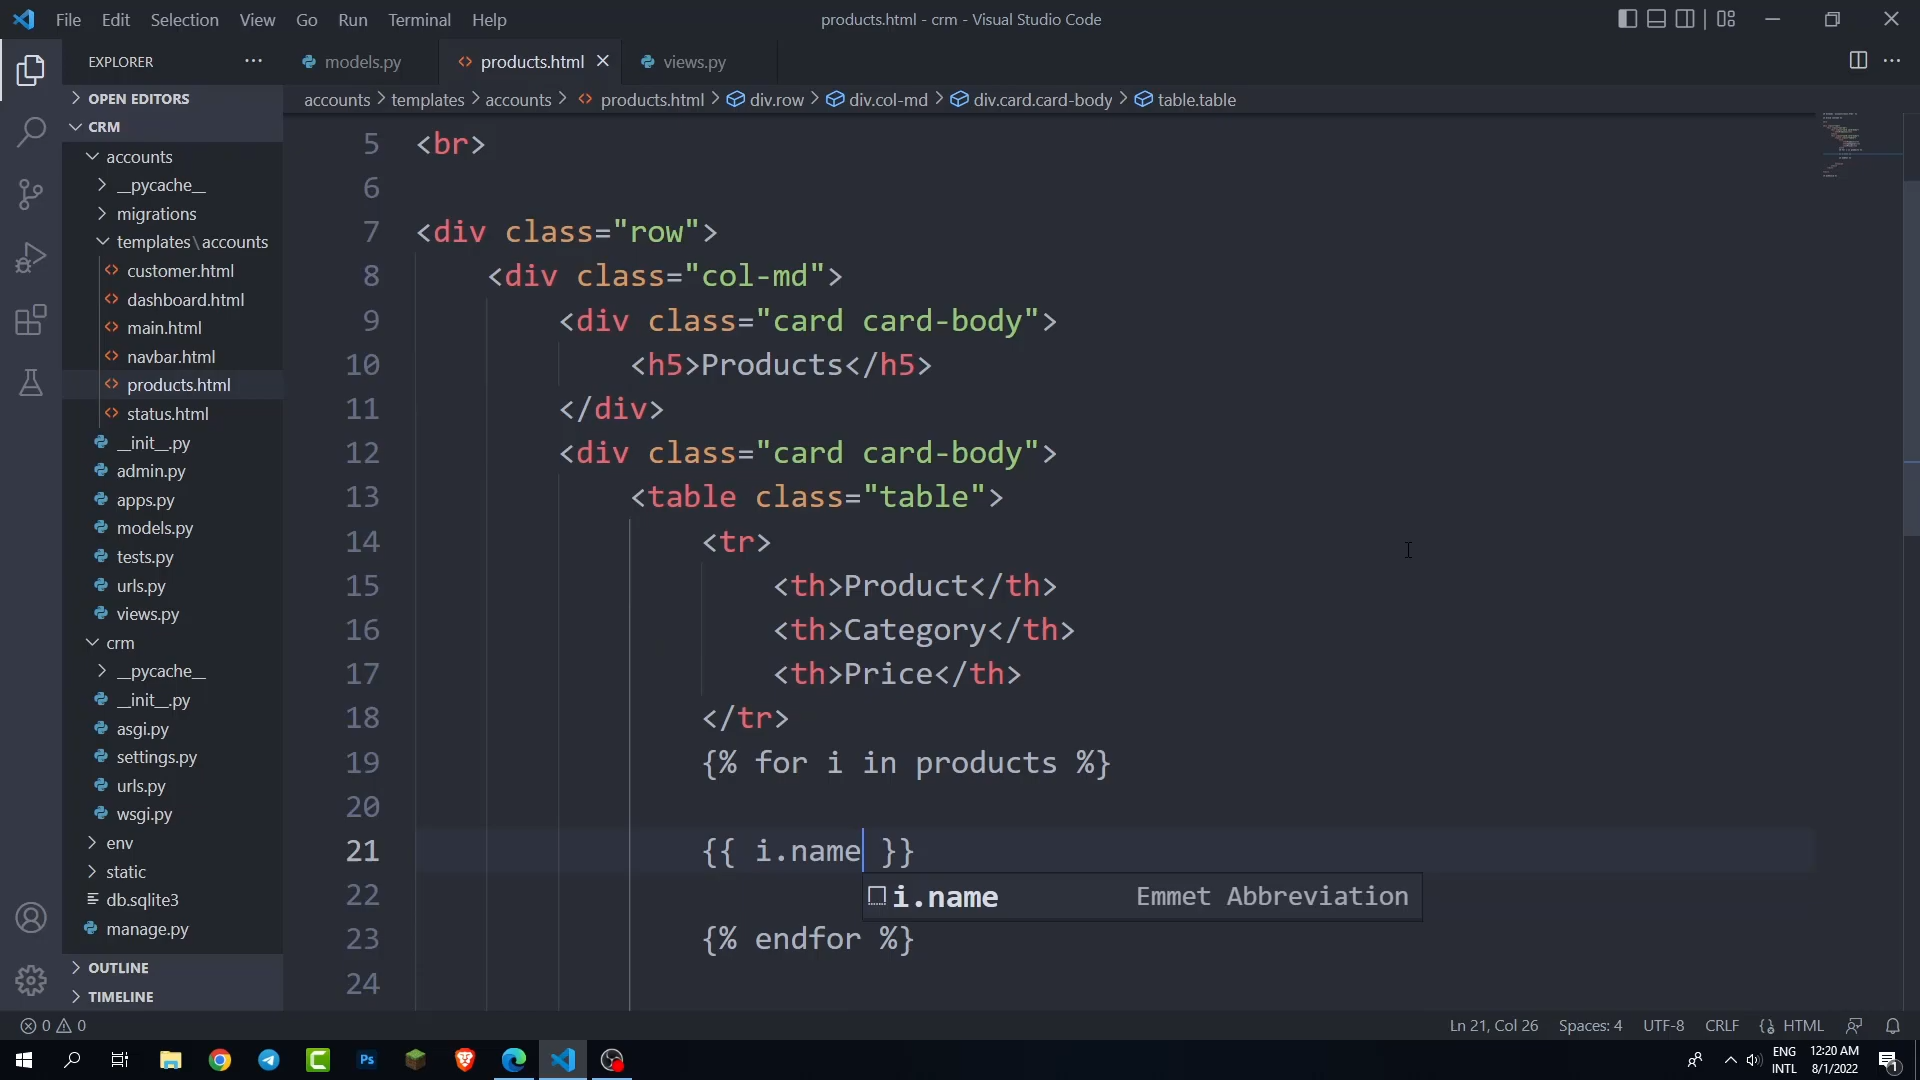 File Edit Selection View Go Run Terminal Help
products.html - crm - Visual Studio Code
EXPLORER
models.py
products.html
views.py
OPEN EDITORS
accounts > templates > accounts > products.html > div.row > div.col-md > div.card.card-body > table.table
CRM
accounts
__pycache__
migrations
templates\accounts
customer.html
dashboard.html
main.html
navbar.html
products.html
status.html
__init__.py
admin.py
apps.py
models.py
tests.py
urls.py
views.py
crm
__pycache__
__init__.py
asgi.py
settings.py
urls.py
wsgi.py
env
static
db.sqlite3
manage.py
OUTLINE
TIMELINE
5 <br>
6
7 <div class="row">
8 <div class="col-md">
9 <div class="card card-body">
10 <h5>Products</h5>
11 </div>
12 <div class="card card-body">
13 <table class="table">
14 <tr>
15 <th>Product</th>
16 <th>Category</th>
17 <th>Price</th>
18 </tr>
19 {% for i in products %}
20
21 {{ i.name }}
22
i.name Emmet Abbreviation
23 {% endfor %}
24
0 0
Ln 21, Col 26 Spaces: 4 UTF-8 CRLF HTML
Ps
ENG
INTL
12:20 AM
8/1/2022
1